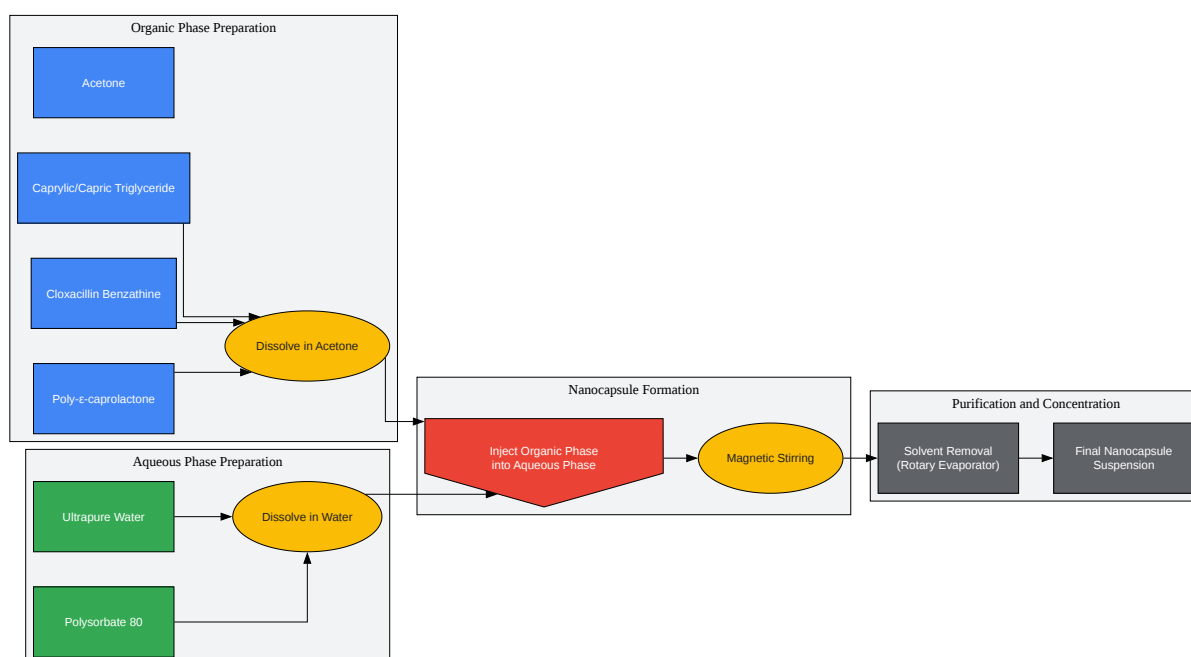 Organic Phase Preparation
Acetone
Caprylic/Capric Triglyceride
Cloxacillin Benzathine
Dissolve in Acetone
Poly-ε-caprolactone
Aqueous Phase Preparation
Ultrapure Water
Dissolve in Water
Polysorbate 80
Nanocapsule Formation
Inject Organic Phase
into Aqueous Phase
Magnetic Stirring
Purification and Concentration
Solvent Removal
(Rotary Evaporator)
Final Nanocapsule
Suspension